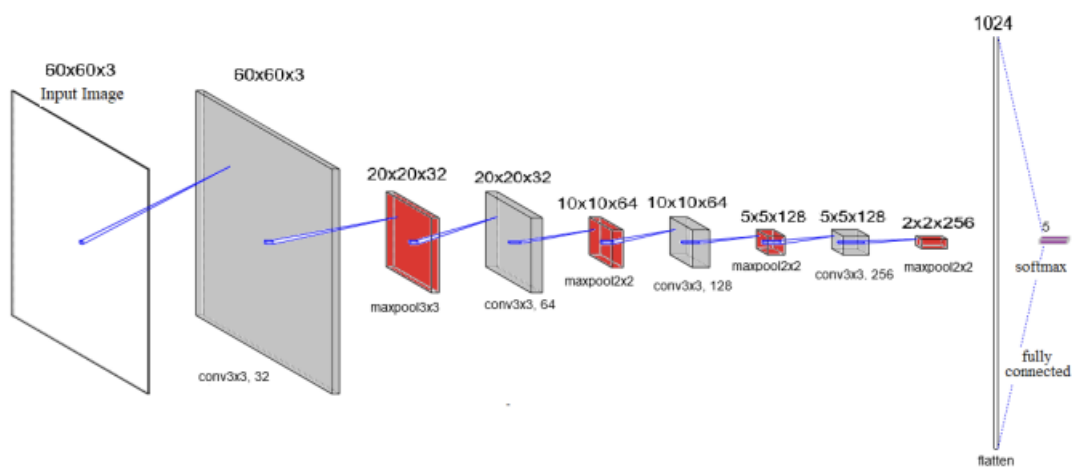 60x60x3
Input Image
60x60x3
conv3x3, 32
20x20x32
maxpool3x3
20x20x32
conv3x3, 64
10x10x64
maxpool2x2
10x10x64
conv3x3, 128
5x5x128
maxpool2x2
5x5x128
conv3x3, 256
2x2x256
maxpool2x2
1024
flatten
5
softmax
fully
connected